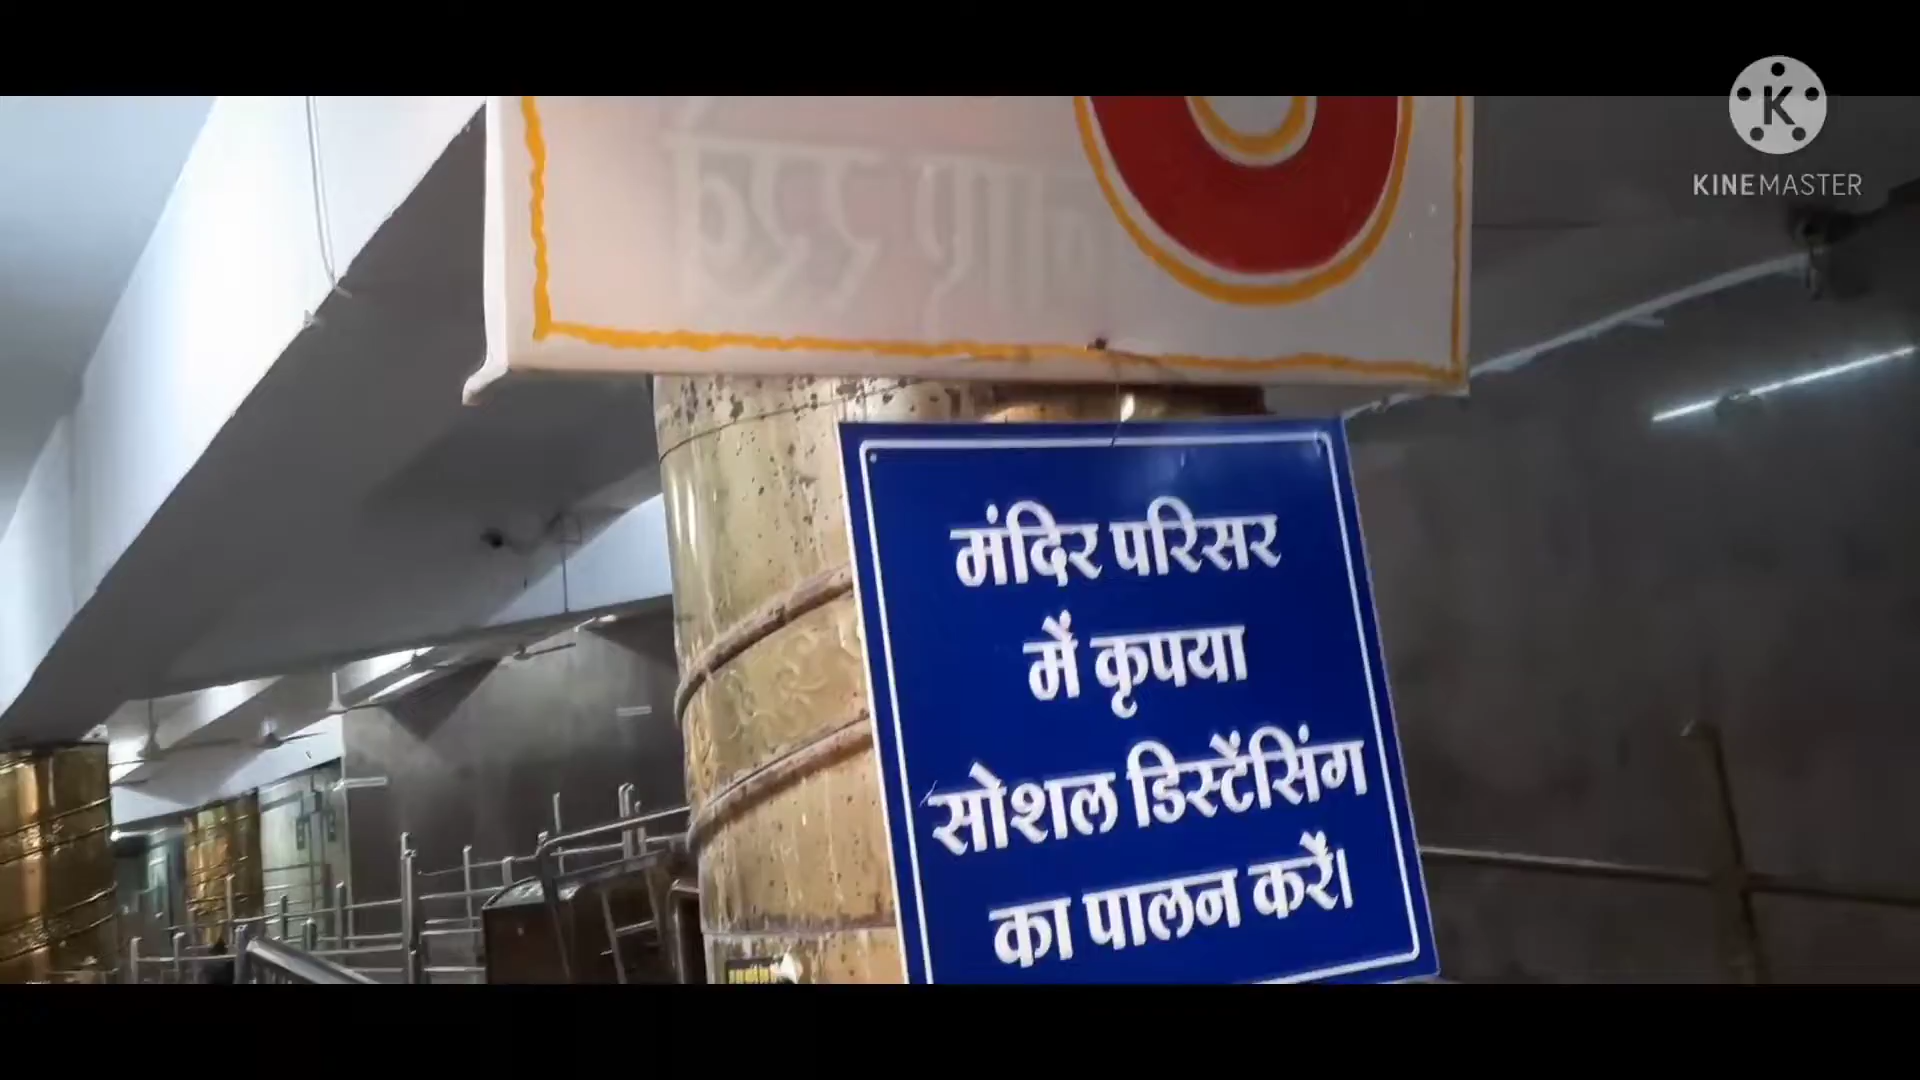 K
KINEMASTER
मंदिर परिसर
में कृपया
सोशल डिस्टेंसिंग
का पालन करें।